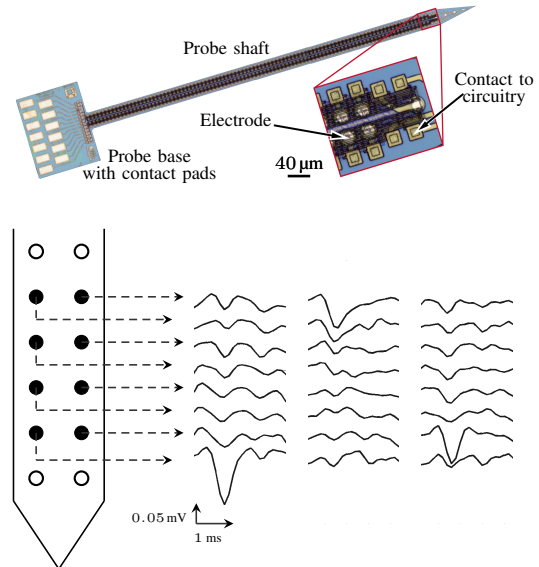 Probe shaft
Contact to
circuitry
Electrode
Probe base
with contact pads
40 µm
0.05 mV
1 ms